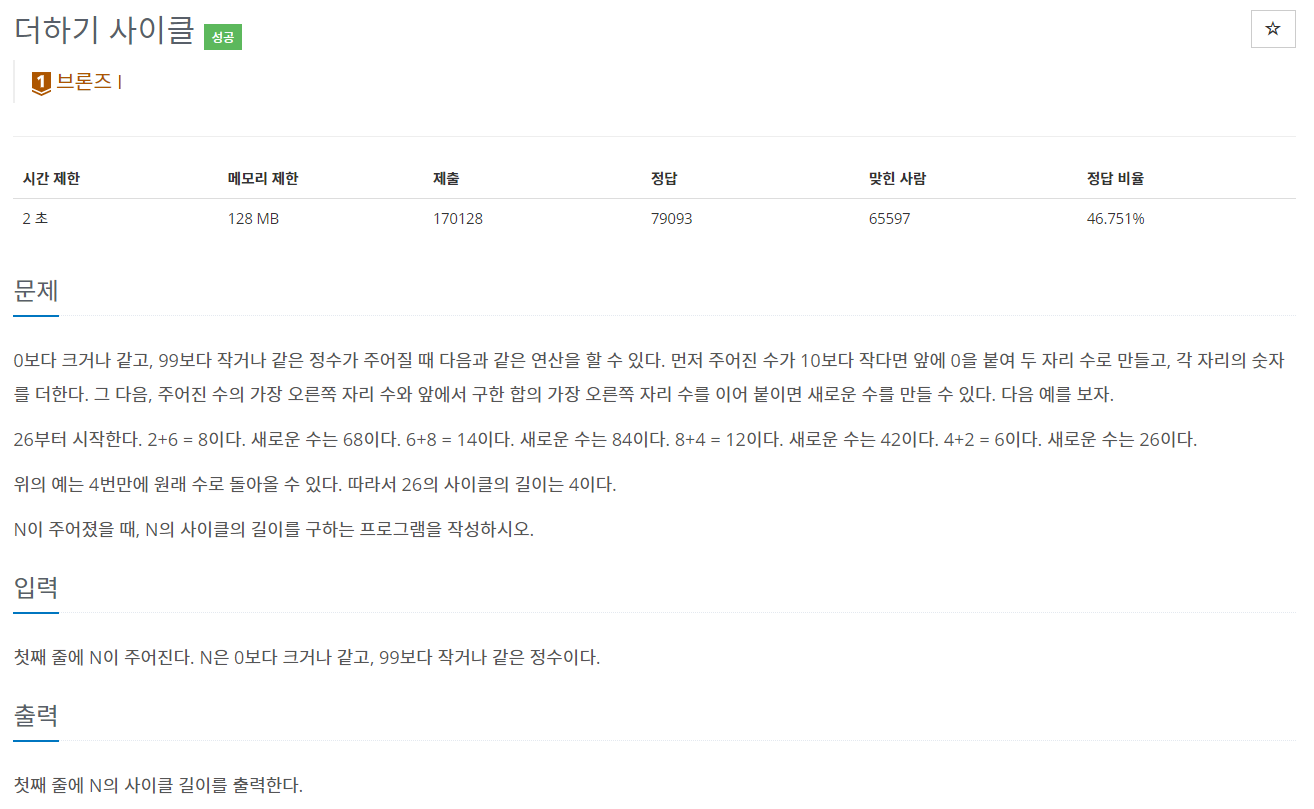 더하기 사이클 성공
☆
1 브론즈 I
시간 제한 메모리 제한 제출 정답 맞힌 사람 정답 비율
2 초 128 MB 170128 79093 65597 46.751%
문제
0보다 크거나 같고, 99보다 작거나 같은 정수가 주어질 때 다음과 같은 연산을 할 수 있다. 먼저 주어진 수가 10보다 작다면 앞에 0을 붙여 두 자리 수로 만들고, 각 자리의 숫자
를 더한다. 그 다음, 주어진 수의 가장 오른쪽 자리 수와 앞에서 구한 합의 가장 오른쪽 자리 수를 이어 붙이면 새로운 수를 만들 수 있다. 다음 예를 보자.
26부터 시작한다. 2+6 = 8이다. 새로운 수는 68이다. 6+8 = 14이다. 새로운 수는 84이다. 8+4 = 12이다. 새로운 수는 42이다. 4+2 = 6이다. 새로운 수는 26이다.
위의 예는 4번만에 원래 수로 돌아올 수 있다. 따라서 26의 사이클의 길이는 4이다.
N이 주어졌을 때, N의 사이클의 길이를 구하는 프로그램을 작성하시오.
입력
첫째 줄에 N이 주어진다. N은 0보다 크거나 같고, 99보다 작거나 같은 정수이다.
출력
첫째 줄에 N의 사이클 길이를 출력한다.